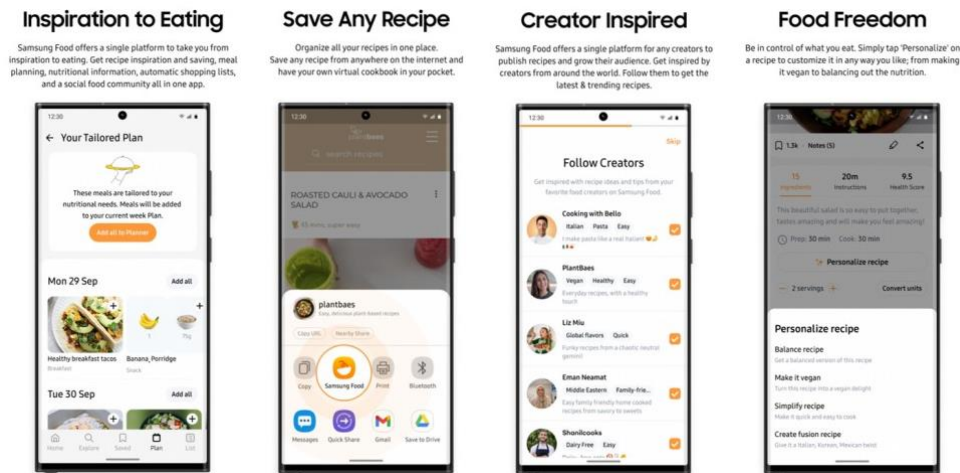 Inspiration to Eating
Samsung Food offers a single platform to take you from
inspiration to eating. Get recipe inspiration and saving, meal
planning, nutritional information, automatic shopping lists,
and a social food community all in one app.
12:30
Your Tailored Plan
These meals are tailored to your
nutritional needs. Meals will be added
to your current week Plan.
Add all to Planner
Mon 29 Sep
Add all
Healthy breakfast tacos
Breakfast
Banana_Porridge
Snack
1
75g
Tue 30 Sep
Add all
Home
Explore
Saved
Plan
List
Save Any Recipe
Organize all your recipes in one place.
Save any recipe from anywhere on the internet and
have your own virtual cookbook in your pocket.
12:30
plantbaes
search recipes
ROASTED CAULI & AVOCADO
SALAD
45 mins, super easy
plantbaes
Easy, delicious plant-based recipes
Copy URL
Nearby Share
Copy
Samsung Food
Print
Bluetooth
Messages
Quick Share
Gmail
Save to Drive
Creator Inspired
Samsung Food offers a single platform for any creators to
publish recipes and grow their audience. Get inspired by
creators from around the world. Follow them to get the
latest & trending recipes.
12:30
Skip
Follow Creators
Get inspired with recipe ideas and tips from your
favorite food creators on Samsung Food.
Cooking with Bello
Italian Pasta Easy
I make pasta like a real Italian!
PlantBaes
Vegan Healthy Easy
Everyday recipes, with a healthy
touch
Liz Miu
Global flavors Quick
Funky recipes from a chaotic neutral
gemini!
Eman Neamat
Middle Eastern Family-frie...
Easy family friendly home cooked
recipes from savory to sweets
Shanilcooks
Dairy Free Easy
Food Freedom
Be in control of what you eat. Simply tap 'Personalize' on
a recipe to customize it in any way you like; from making
it vegan to balancing out the nutrition.
12:30
1.3k · Notes (5)
15 20m 9.5
Ingredients Instructions Health Score
This beautiful salad is so easy to put together,
tastes amazing and will make you feel amazing!
Prep: 30 min Cook: 30 min
Personalize recipe
2 servings
Convert units
Personalize recipe
Balance recipe
Get a balanced version of this recipe
Make it vegan
Turn this recipe into a vegan delight
Simplify recipe
Make it quick and easy to cook
Create fusion recipe
Give it a Italian, Korean, Mexican twist